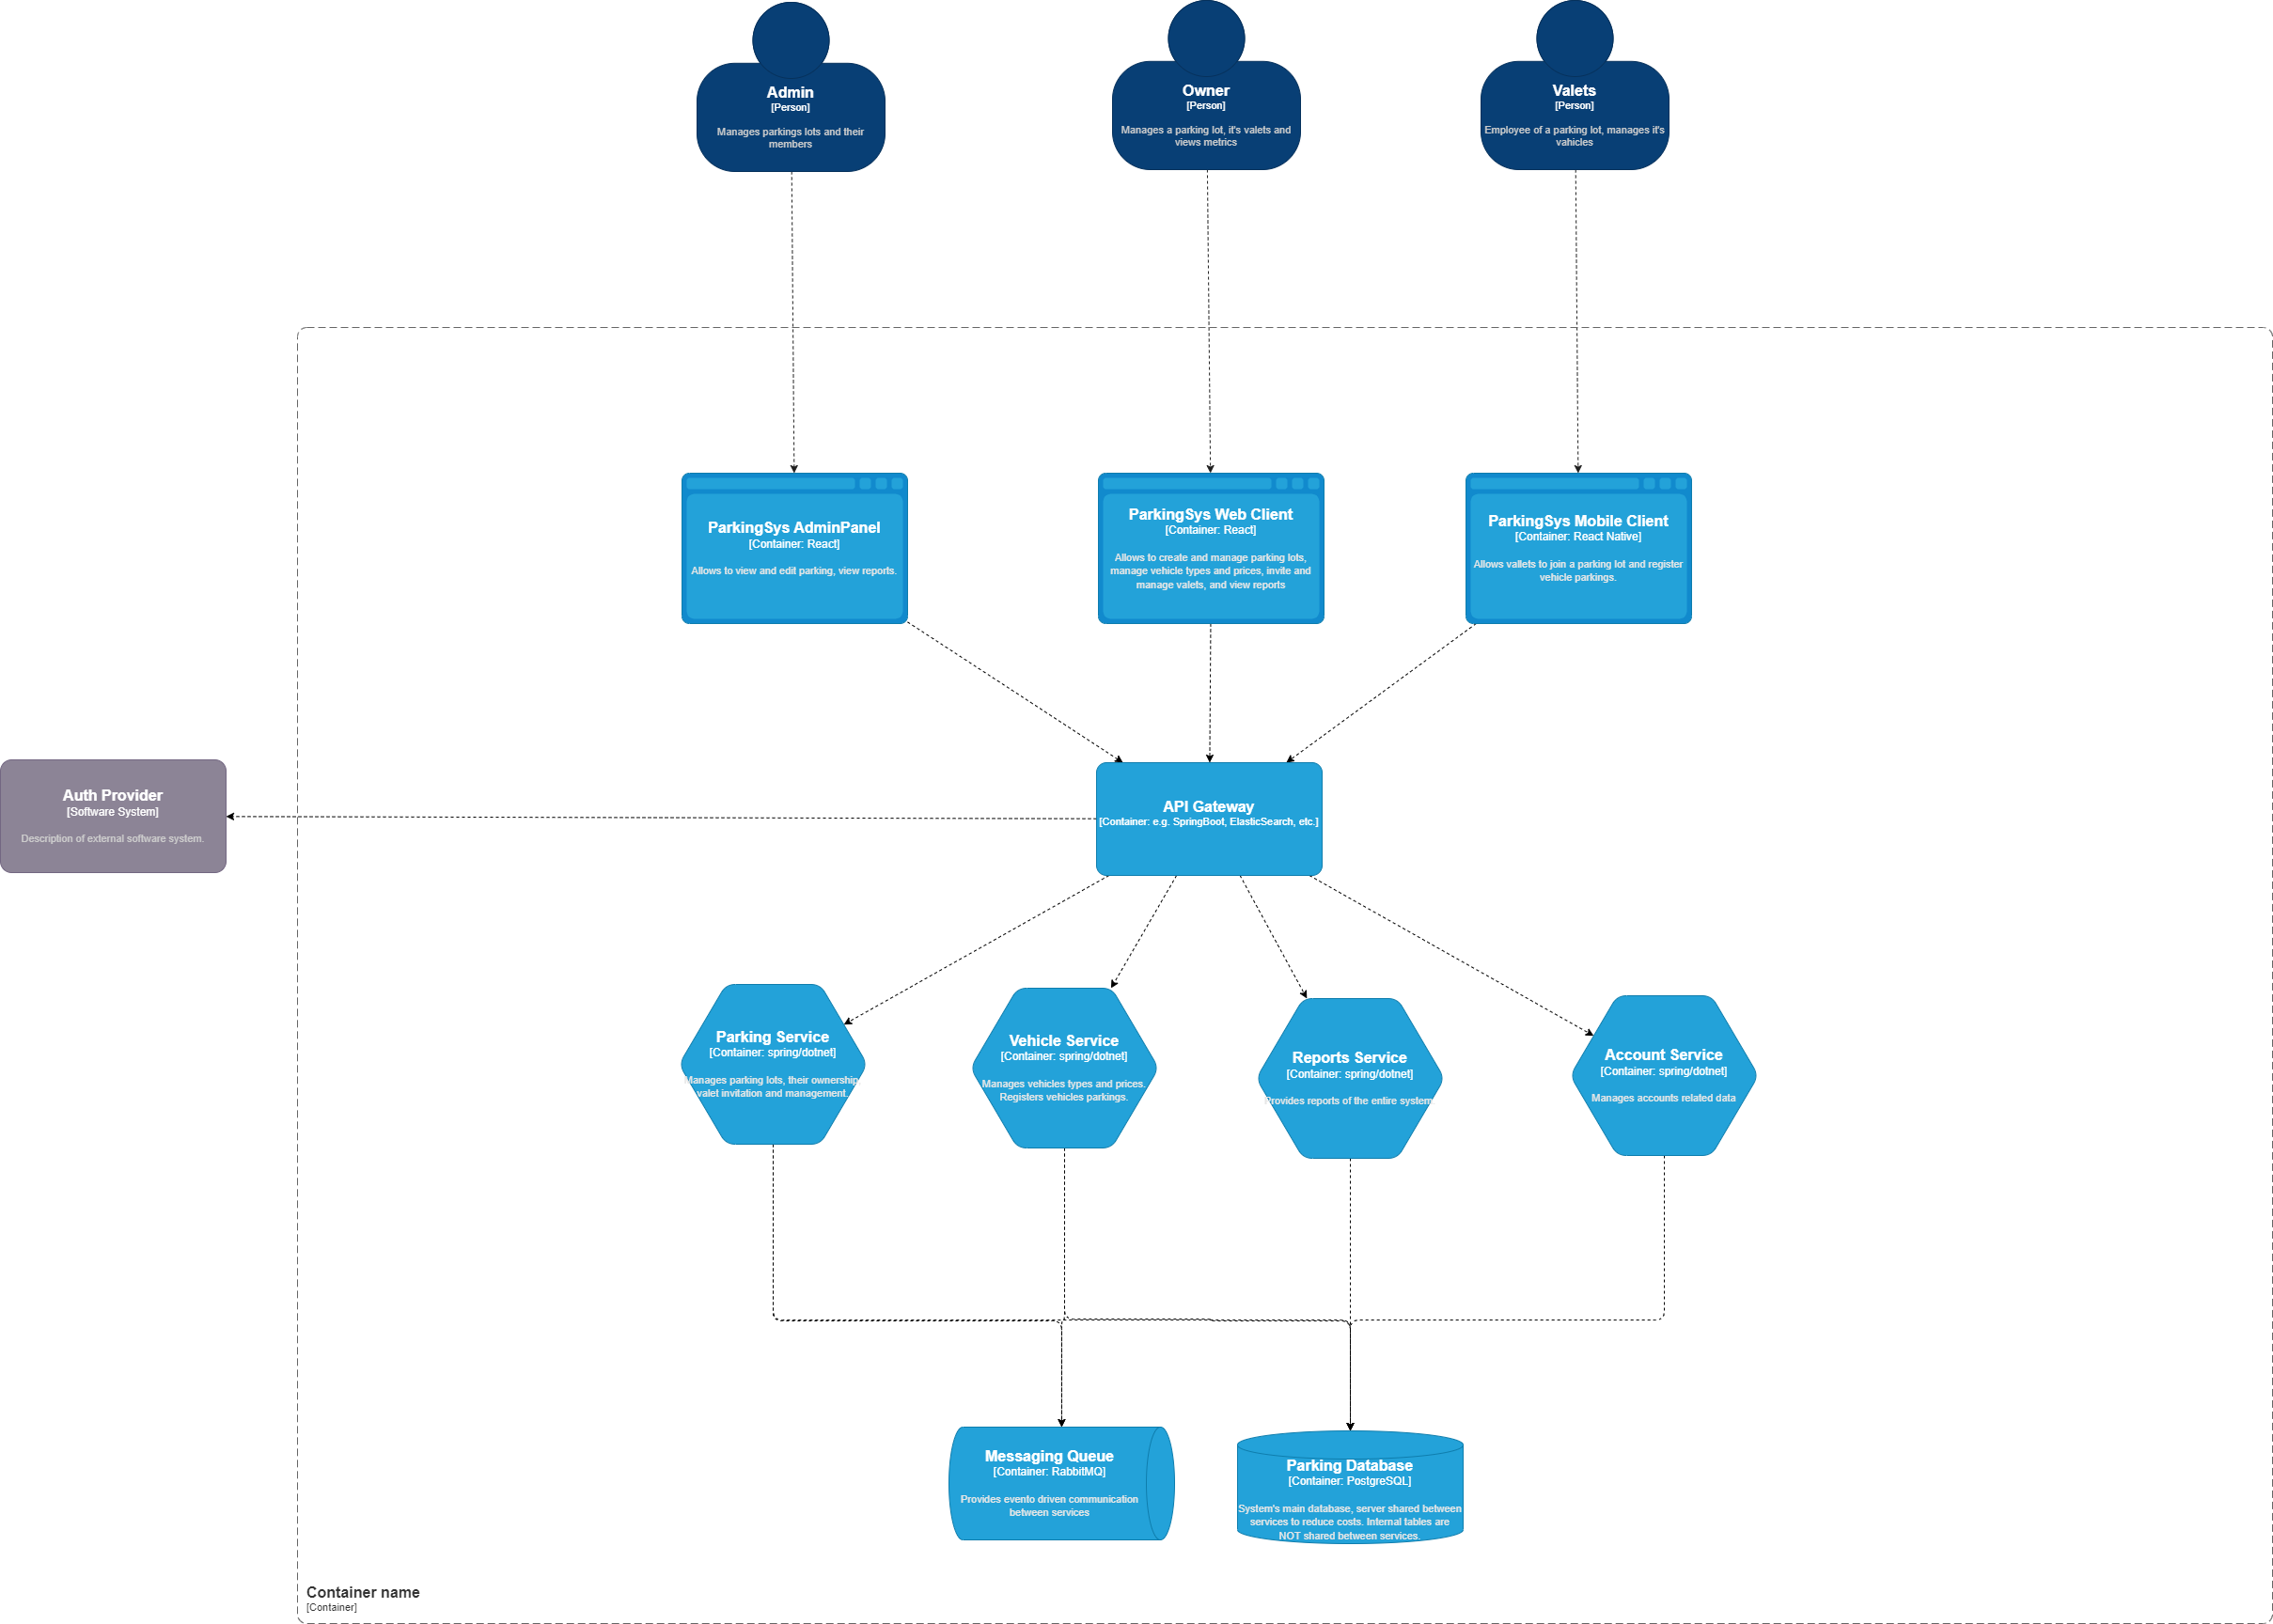 Admin
[Person]
Manages parkings lots and their
members
Owner
[Person]
Manages a parking lot, it's valets and
views metrics
Valets
[Person]
Employee of a parking lot, manages it's
vahicles
ParkingSys AdminPanel
[Container: React]
Allows to view and edit parking, view reports.
ParkingSys Web Client
[Container: React]
Allows to create and manage parking lots,
manage vehicle types and prices, invite and
manage valets, and view reports
ParkingSys Mobile Client
[Container: React Native]
Allows vallets to join a parking lot and register
vehicle parkings.
Auth Provider
[Software System]
Description of external software system.
API Gateway
[Container: e.g. SpringBoot, ElasticSearch, etc.]
Parking Service
[Container: spring/dotnet]
Manages parking lots, their ownership,
valet invitation and management.
Vehicle Service
[Container: spring/dotnet]
Manages vehicles types and prices.
Registers vehicles parkings.
Reports Service
[Container: spring/dotnet]
Provides reports of the entire system.
Account Service
[Container: spring/dotnet]
Manages accounts related data
Messaging Queue
[Container: RabbitMQ]
Provides evento driven communication
between services
Parking Database
[Container: PostgreSQL]
System's main database, server shared between
services to reduce costs. Internal tables are
NOT shared between services.
Container name
[Container]